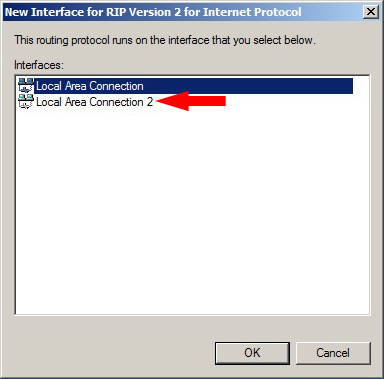 New Interface for RIP Version 2 for Internet Protocol
This routing protocol runs on the interface that you select below.
Interfaces:
Local Area Connection
Local Area Connection 2
OK
Cancel